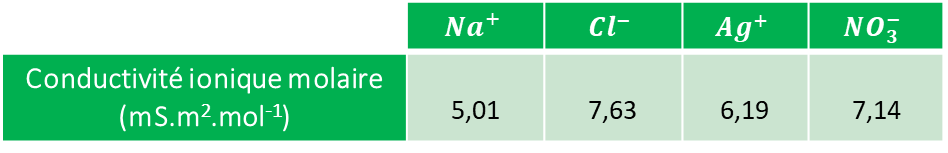 Na⁺ Cl⁻ Ag⁺ NO₃⁻
Conductivité ionique molaire
(mS.m².mol⁻¹) 5,01 7,63 6,19 7,14